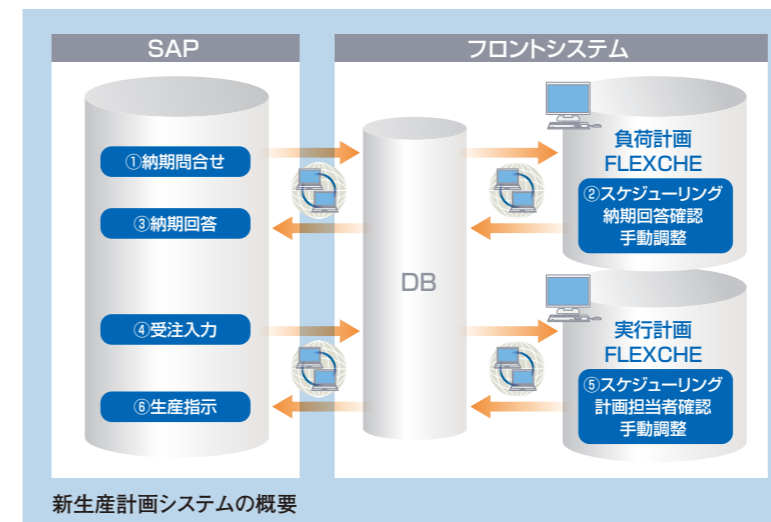 SAP
フロントシステム
①納期問合せ
③納期回答
④受注入力
⑥生産指示
DB
負荷計画
FLEXCHE
②スケジューリング
納期回答確認
手動調整
実行計画
FLEXCHE
⑤スケジューリング
計画担当者確認
手動調整
新生産計画システムの概要